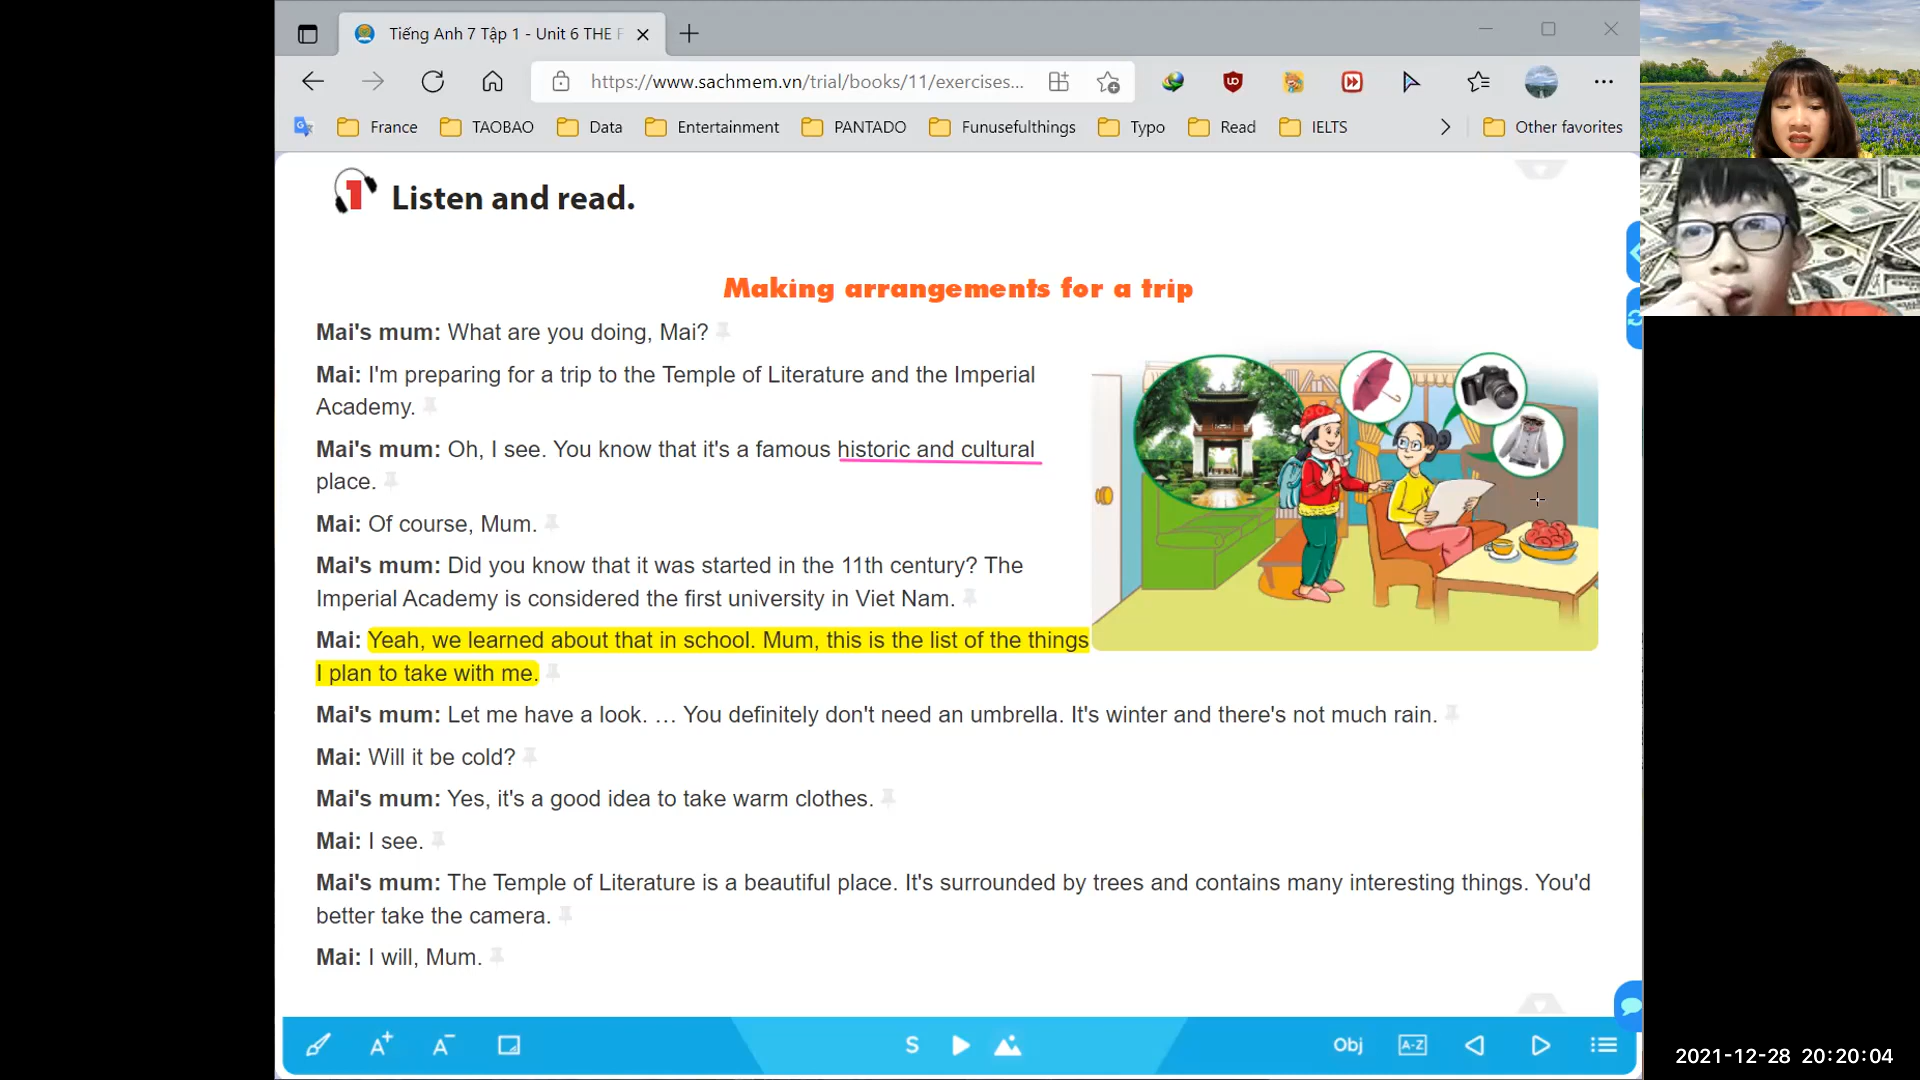 Tiếng Anh 7 Tập 1 - Unit 6 THE F
https://www.sachmem.vn/trial/books/11/exercises...
France TAOBAO Data Entertainment PANTADO Funusefulthings Typo Read IELTS Other favorites
1 Listen and read.
Making arrangements for a trip
Mai's mum: What are you doing, Mai?
Mai: I'm preparing for a trip to the Temple of Literature and the Imperial
Academy.
Mai's mum: Oh, I see. You know that it's a famous historic and cultural
place.
Mai: Of course, Mum.
Mai's mum: Did you know that it was started in the 11th century? The
Imperial Academy is considered the first university in Viet Nam.
Mai: Yeah, we learned about that in school. Mum, this is the list of the things
I plan to take with me.
Mai's mum: Let me have a look. … You definitely don't need an umbrella. It's winter and there's not much rain.
Mai: Will it be cold?
Mai's mum: Yes, it's a good idea to take warm clothes.
Mai: I see.
Mai's mum: The Temple of Literature is a beautiful place. It's surrounded by trees and contains many interesting things. You'd
better take the camera.
Mai: I will, Mum.
A+ A- S Obj A-Z
2021-12-28 20:20:04